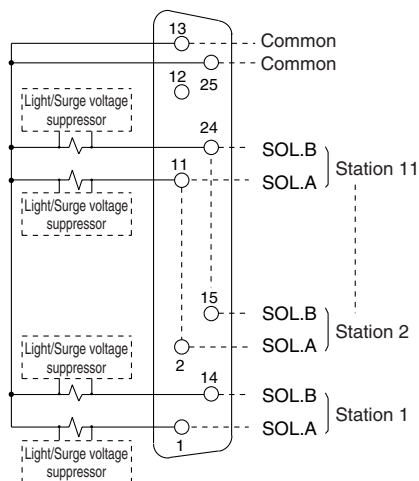 13
Common
Common
12
25
Light/Surge voltage
suppressor
24
SOL.B
11
SOL.A
Station 11
Light/Surge voltage
suppressor
15
SOL.B
Station 2
SOL.A
2
Light/Surge voltage
suppressor
14
SOL.B
Station 1
SOL.A
1
Light/Surge voltage
suppressor